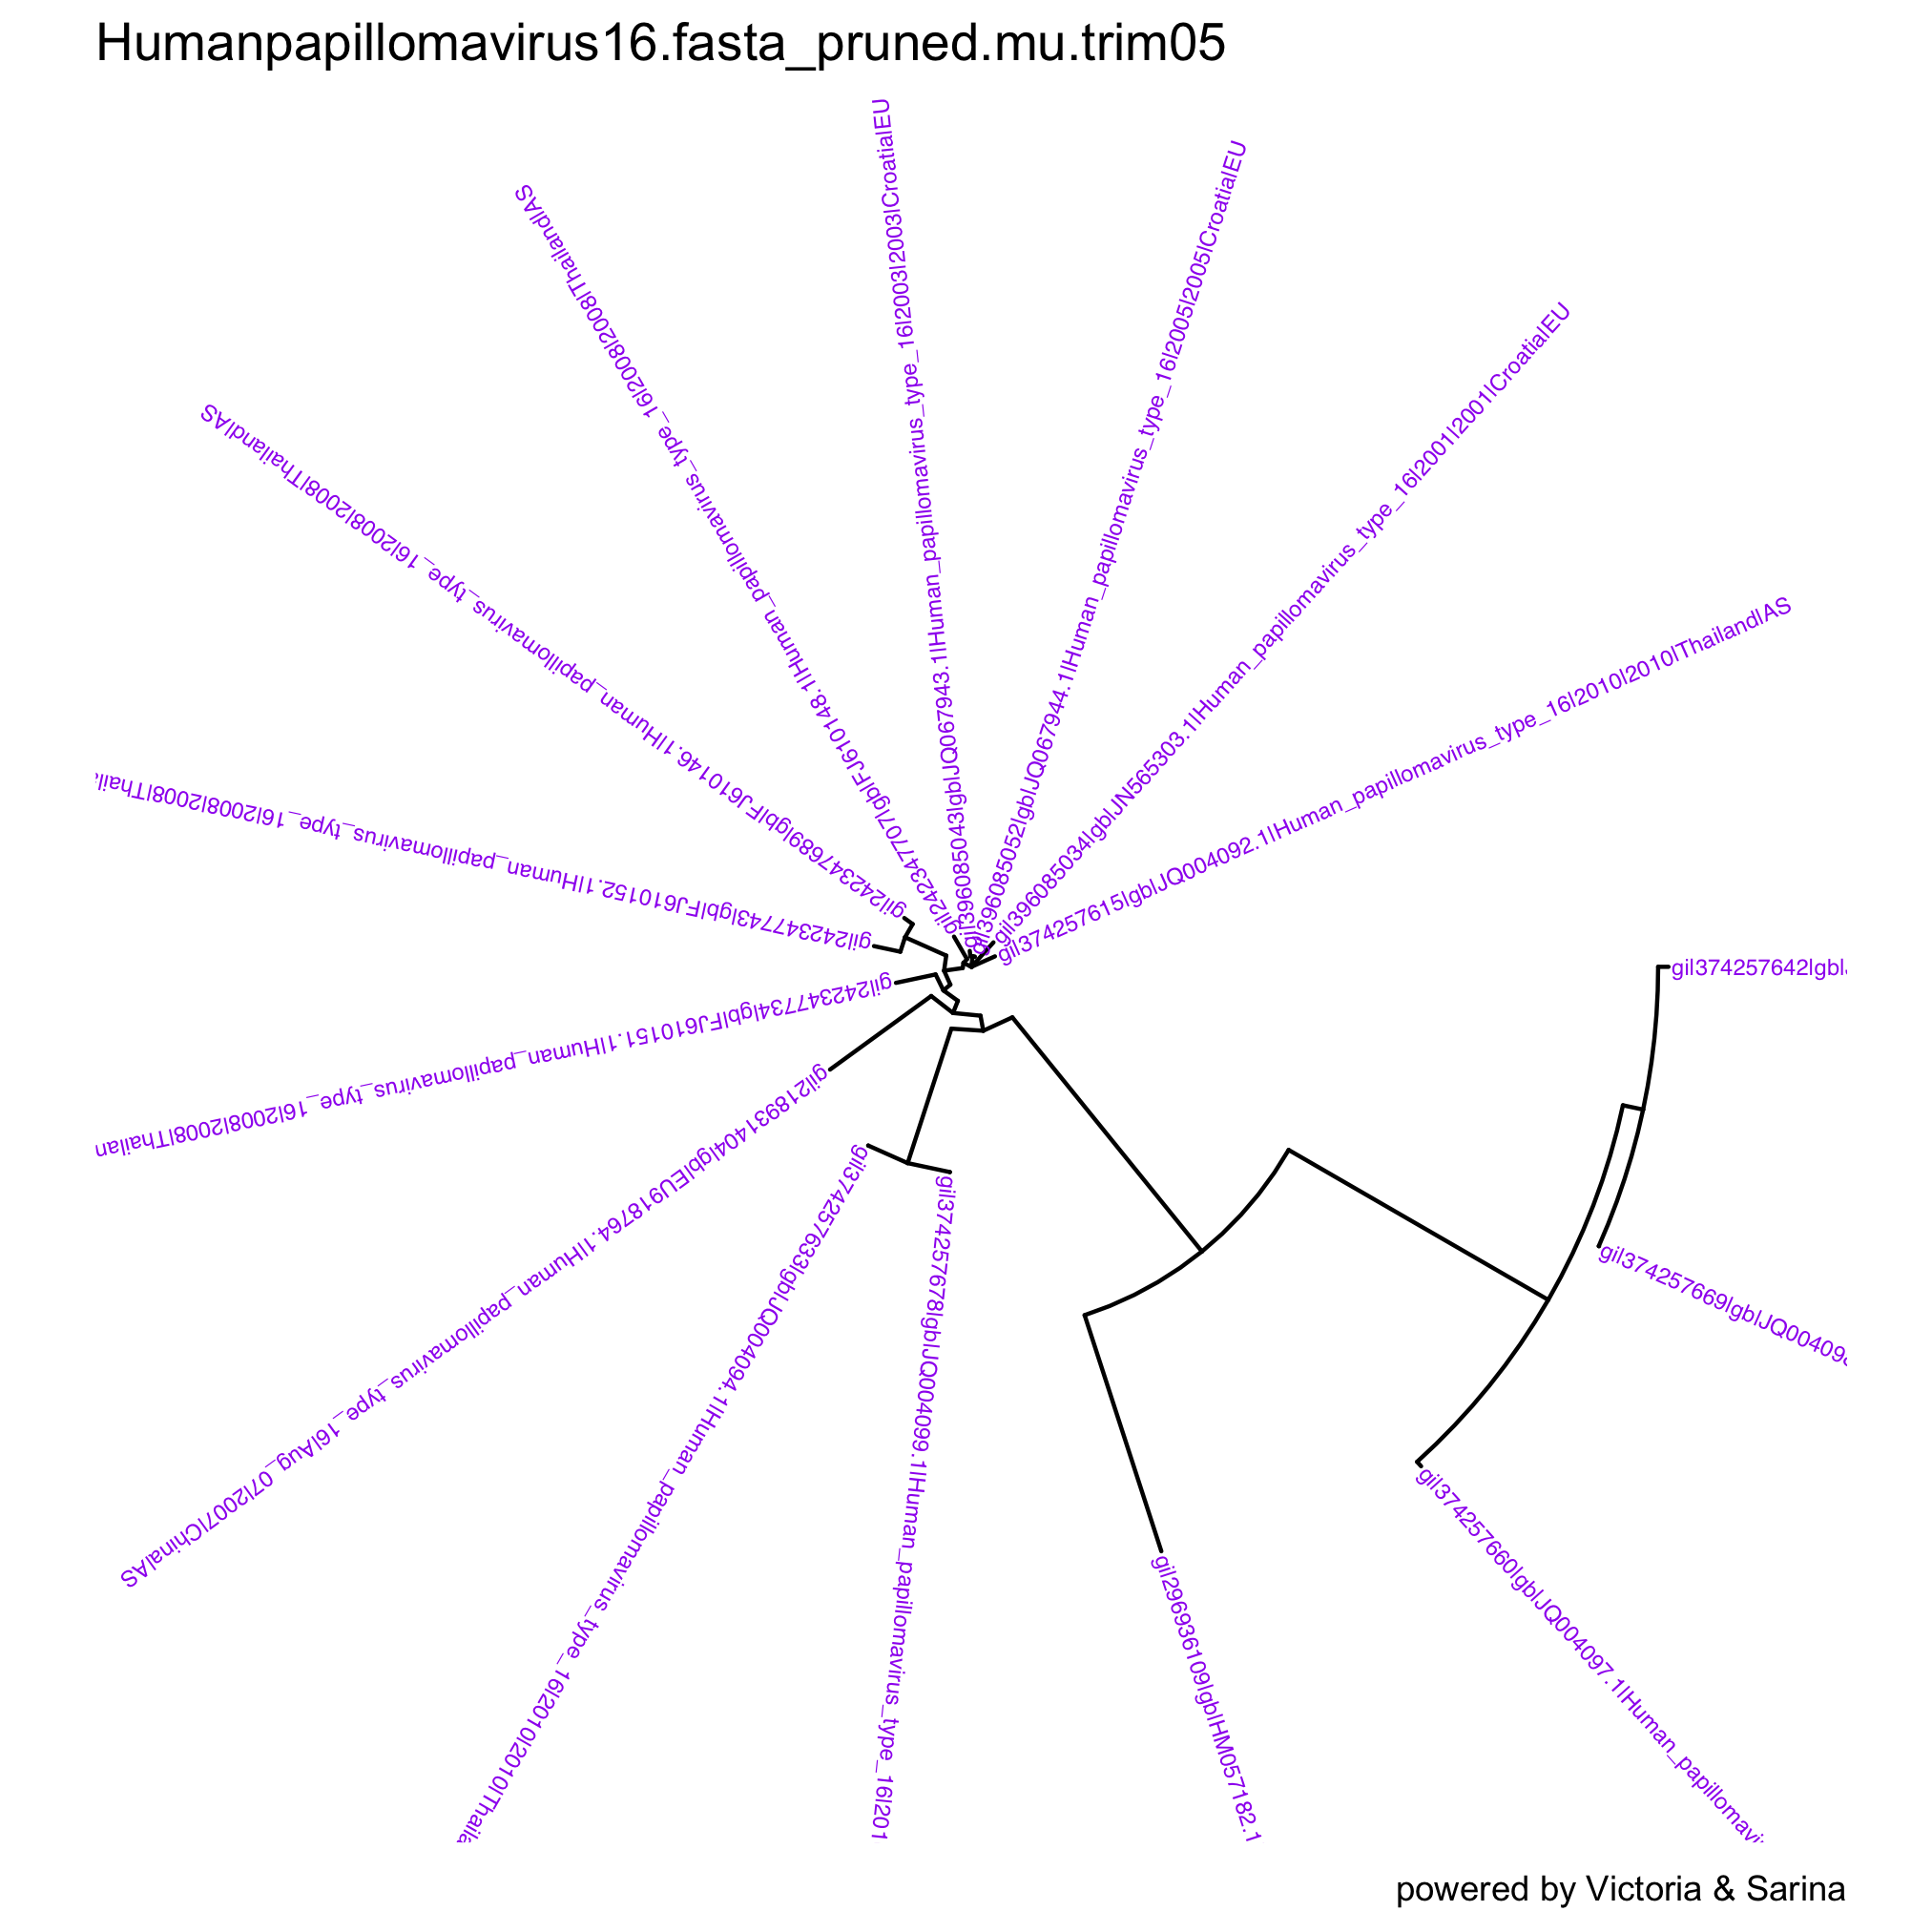 Humanpapillomavirus16.fasta_pruned.mu.trim05
gi|396085043|gb|JQ067943.1|Human_papillomavirus_type_16|2003|2003|Croatia|EU
gi|396085052|gb|JQ067944.1|Human_papillomavirus_type_16|2005|2005|Croatia|EU
gi|396085034|gb|JN565303.1|Human_papillomavirus_type_16|2001|2001|Croatia|EU
gi|374257615|gb|JQ004092.1|Human_papillomavirus_type_16|2010|2010|Thailand|AS
gi|374257642|gb|
gi|374257669|gb|JQ00409
gi|374257660|gb|JQ004097.1|Human_papillomavi
gi|296936109|gb|HM057182.1
gi|374257678|gb|JQ004099.1|Human_papillomavirus_type_16|201
gi|374257633|gb|JQ004094.1|Human_papillomavirus_type_16|2010|2010|Thaila
gi|218931404|gb|EU918764.1|Human_papillomavirus_type_16|Aug_07|2007|China|AS
gi|242347734|gb|FJ610151.1|Human_papillomavirus_type_16|2008|2008|Thailan
gi|242347743|gb|FJ610152.1|Human_papillomavirus_type_16|2008|2008|Thaila
gi|242347689|gb|FJ610146.1|Human_papillomavirus_type_16|2008|2008|Thailand|AS
gi|242347707|gb|FJ610148.1|Human_papillomavirus_type_16|2008|2008|Thailand|AS
powered by Victoria & Sarina